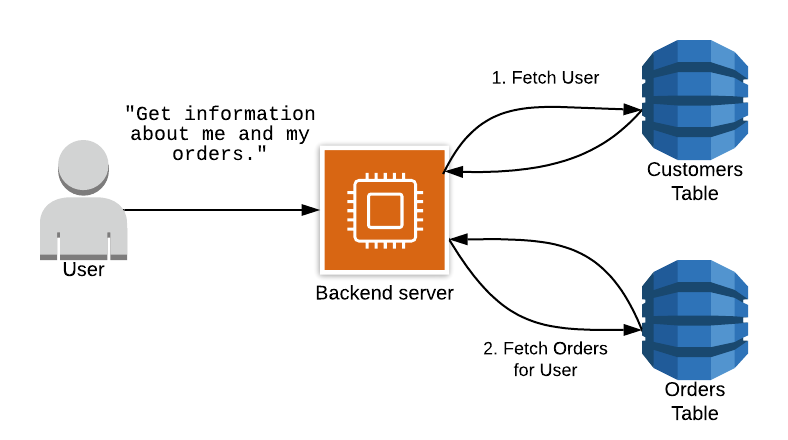 "Get information
about me and my
orders."
User
Backend server
1. Fetch User
Customers
Table
2. Fetch Orders
for User
Orders
Table